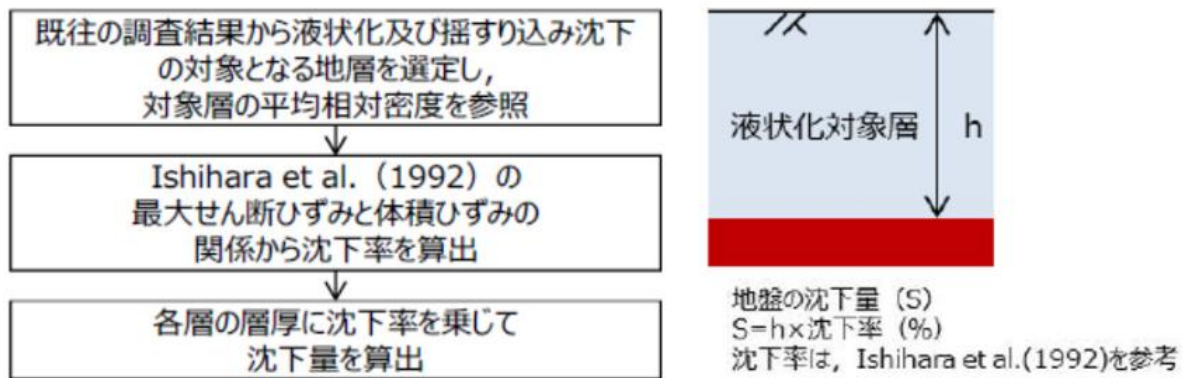 既往の調査結果から液状化及び揺すり込み沈下
の対象となる地層を選定し,
対象層の平均相対密度を参照
Ishihara et al.（1992）の
最大せん断ひずみと体積ひずみの
関係から沈下率を算出
各層の層厚に沈下率を乗じて
沈下量を算出
液状化対象層
h
地盤の沈下量（S）
S=h×沈下率（%）
沈下率は，Ishihara et al.(1992)を参考